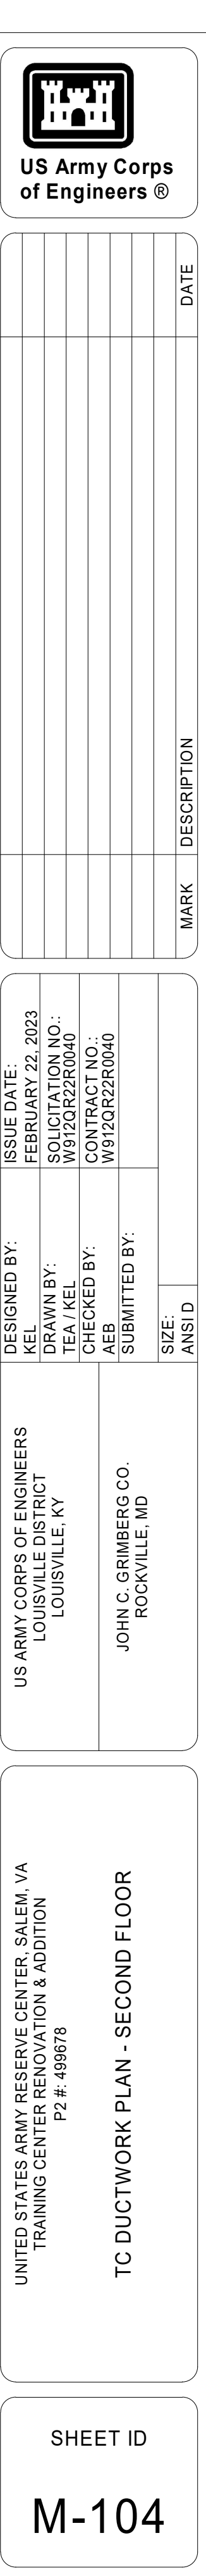 US Army Corps
of Engineers ®
DATE
DESCRIPTION
MARK
ISSUE DATE:
FEBRUARY 22, 2023
SOLICITATION NO.:
W912QR22R0040
CONTRACT NO.:
W912QR22R0040
DESIGNED BY:
KEL
DRAWN BY:
TEA / KEL
CHECKED BY:
AEB
SUBMITTED BY:
SIZE:
ANSI D
US ARMY CORPS OF ENGINEERS
LOUISVILLE DISTRICT
LOUISVILLE, KY
JOHN C. GRIMBERG CO.
ROCKVILLE, MD
UNITED STATES ARMY RESERVE CENTER, SALEM, VA
TRAINING CENTER RENOVATION & ADDITION
P2 #: 499678
TC DUCTWORK PLAN - SECOND FLOOR
SHEET ID
M-104